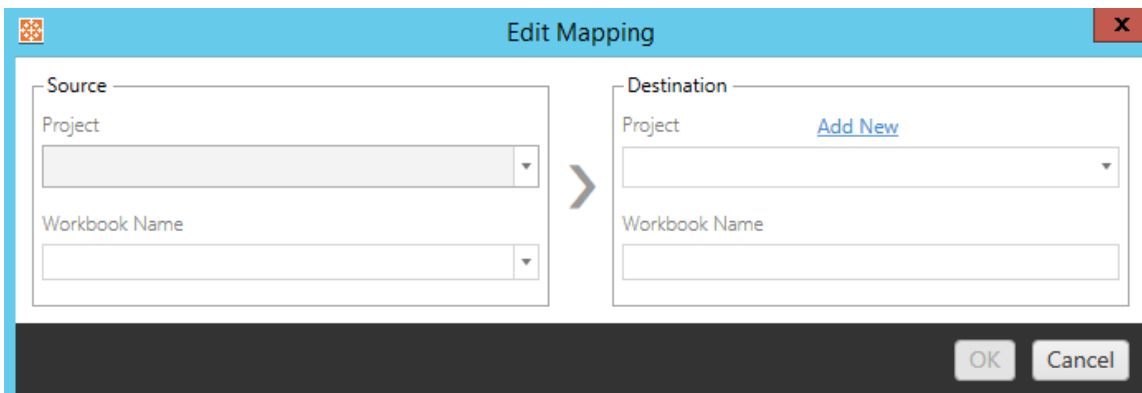 Edit Mapping
x
Source
Project
Workbook Name
Destination
Project Add New
Workbook Name
OK Cancel